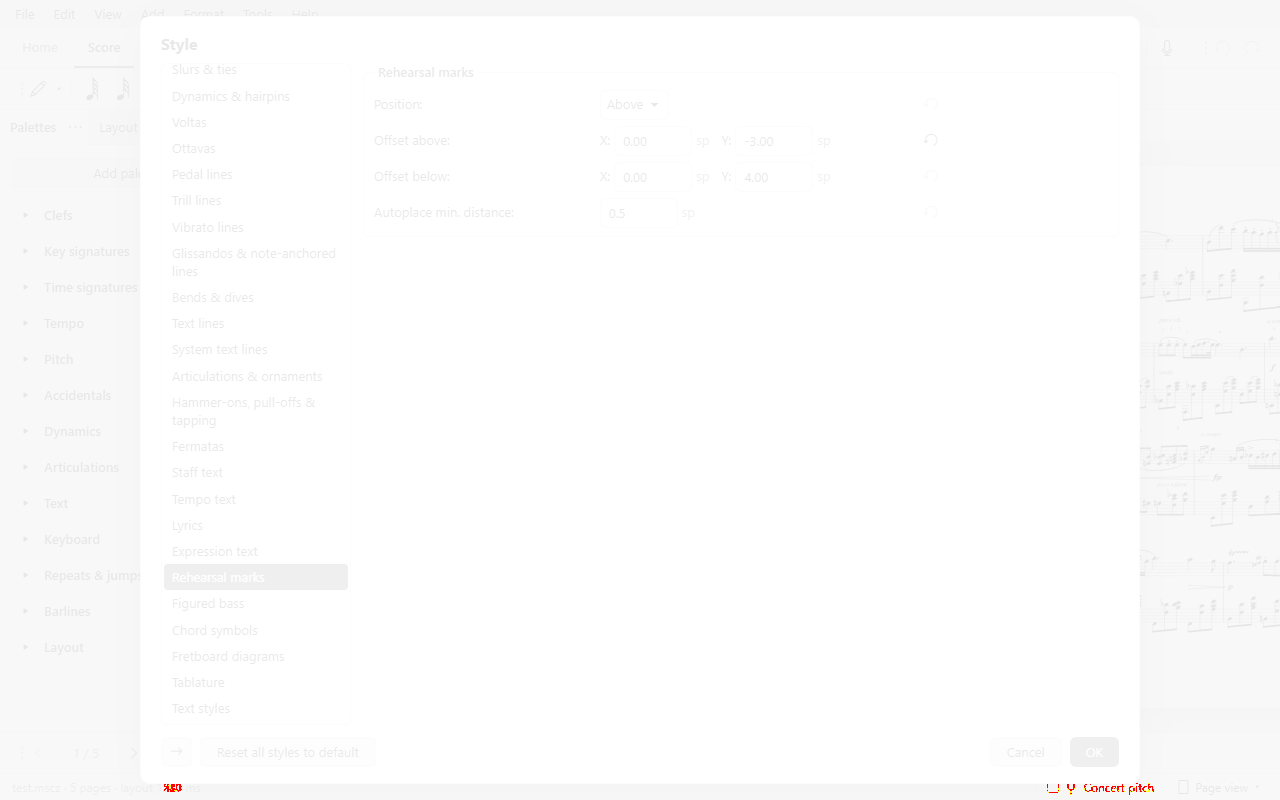 File Edit View Add Format Tools Help
Style
Home Score
Slurs & ties
Rehearsal marks
Dynamics & hairpins
Position: Above
Voltas
Palettes Layout
Offset above: X: 0.00 sp Y: -3.00 sp
Ottavas
Add pal
Pedal lines
Offset below: X: 0.00 sp Y: 4.00 sp
Trill lines
Clefs
Autoplace min. distance: 0.5 sp
Vibrato lines
Key signatures
Glissandos & note-anchored
lines
Time signatures
Bends & dives
Tempo
Text lines
Pitch
System text lines
Articulations & ornaments
Accidentals
Hammer-ons, pull-offs &
tapping
Dynamics
Fermatas
Articulations
Staff text
Text
Tempo text
Lyrics
Keyboard
Expression text
Repeats & jumps
Rehearsal marks
Figured bass
Barlines
Chord symbols
Layout
Fretboard diagrams
Tablature
Text styles
1 / 5
Reset all styles to default Cancel OK
test.mscz - 5 pages - layout
Concert pitch Page view